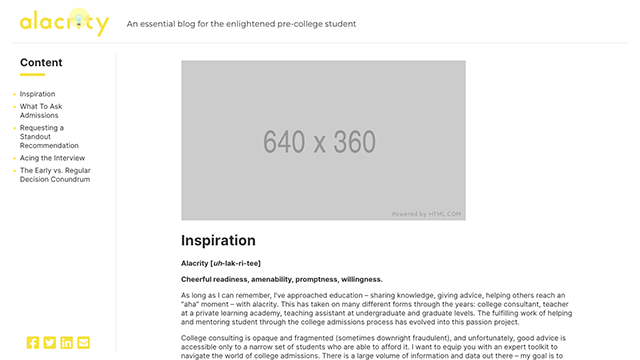 alacrity
An essential blog for the enlightened pre-college student
Content
Inspiration
What To Ask
Admissions
Requesting a
Standout
Recommendation
Acing the Interview
The Early vs. Regular
Decision Conundrum
640 x 360
Powered by HTML.COM
Inspiration
Alacrity [uh-lak-ri-tee]
Cheerful readiness, amenability, promptness, willingness.
As long as I can remember, I've approached education – sharing knowledge, giving advice, helping others reach an
"aha" moment – with alacrity. This has taken on many different forms through the years: college consultant, teacher
at a private learning academy, teaching assistant at undergraduate and graduate levels. The fulfilling work of helping
and mentoring student through the college admissions process has evolved into this passion project.
College consulting is opaque and fragmented (sometimes downright fraudulent), and unfortunately, good advice is
accessible only to a narrow set of students who are able to afford it. I want to equip you with an expert toolkit to
navigate the world of college admissions. There is a large volume of information and data out there – my goal is to